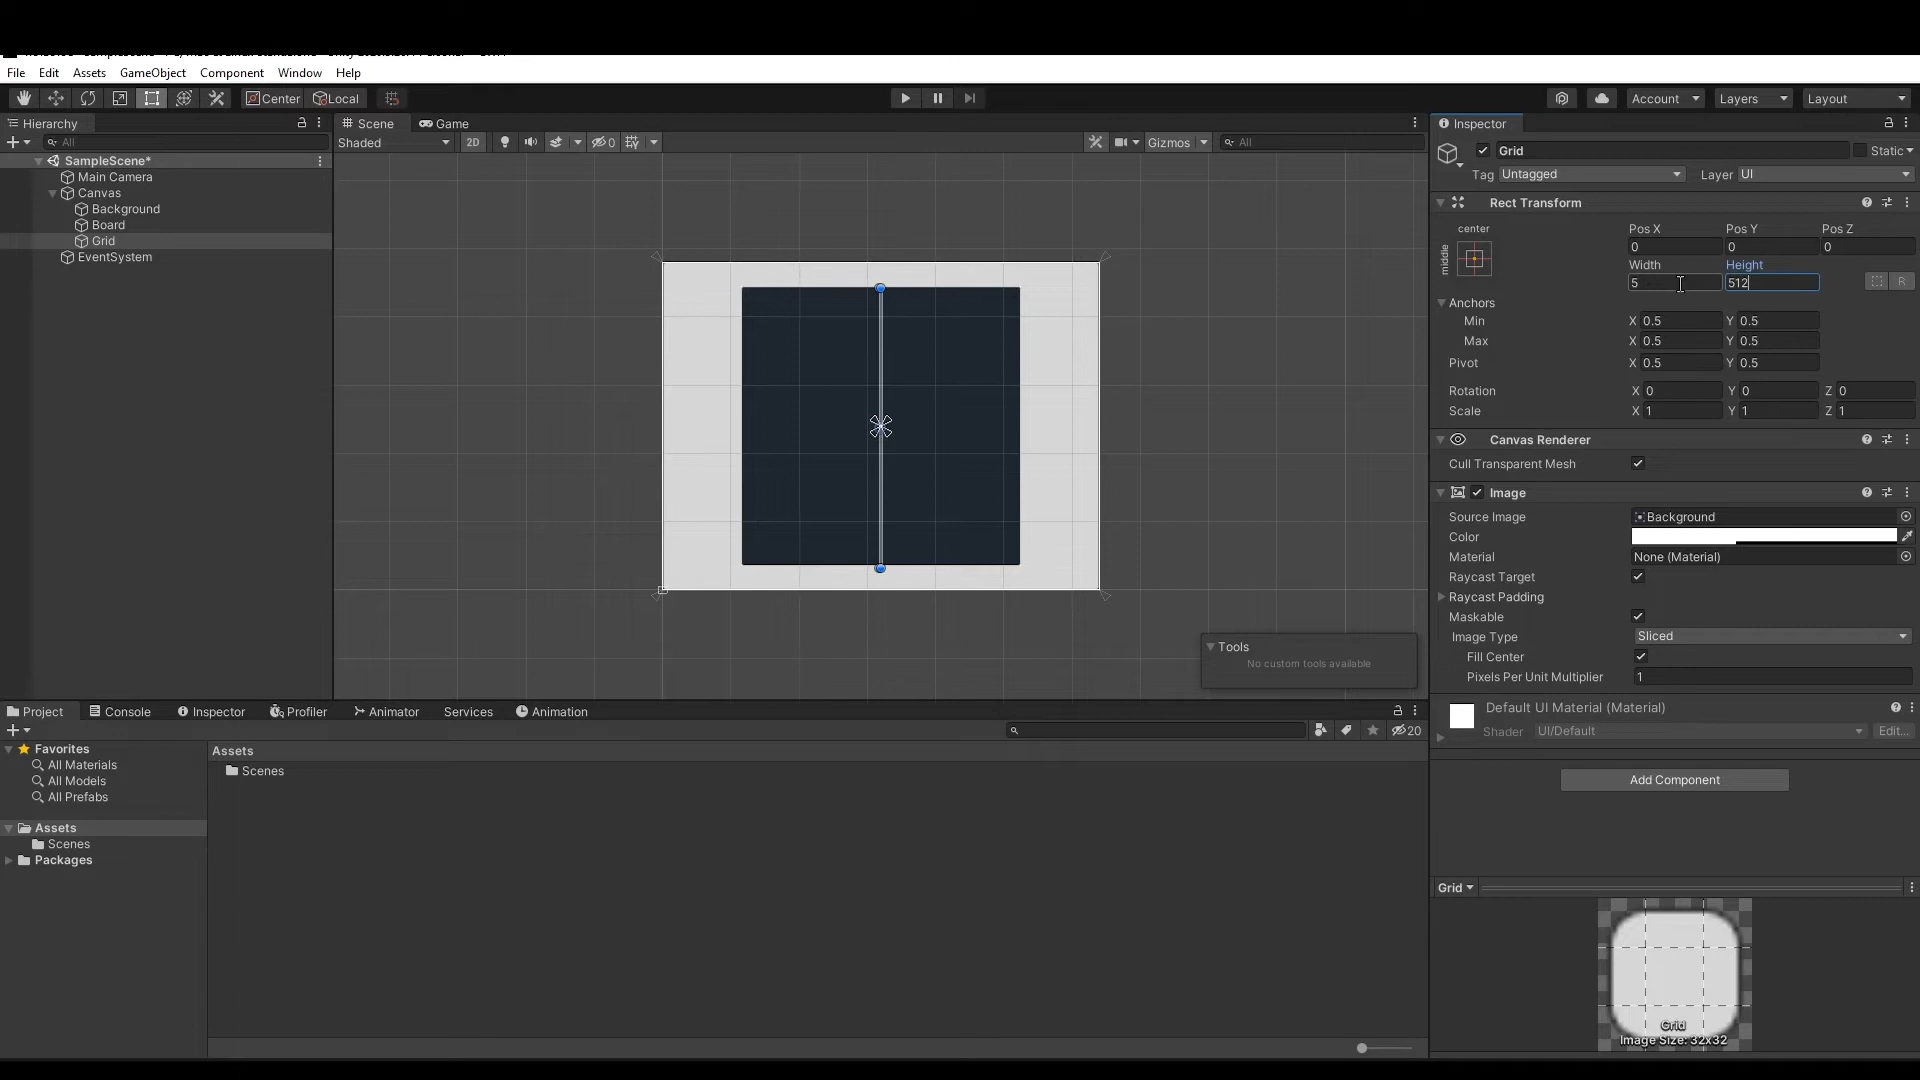 File Edit Assets GameObject Component Window Help
Center Local
Account Layers Layout
Hierarchy
All
SampleScene*
Main Camera
Canvas
Background
Board
Grid
EventSystem
Scene Game
Shaded 2D 0 Gizmos All
Tools
No custom tools available
Inspector
Grid Static
Tag Untagged Layer UI
Rect Transform
center
middle
Pos X Pos Y Pos Z
0 0 0
Width Height
5 512 R
Anchors
Min X 0.5 Y 0.5
Max X 0.5 Y 0.5
Pivot X 0.5 Y 0.5
Rotation X 0 Y 0 Z 0
Scale X 1 Y 1 Z 1
Canvas Renderer
Cull Transparent Mesh
Image
Source Image Background
Color
Material None (Material)
Raycast Target
Raycast Padding
Maskable
Image Type Sliced
Fill Center
Pixels Per Unit Multiplier 1
Default UI Material (Material)
Shader UI/Default Edit...
Add Component
Grid
Grid
Image Size: 32x32
Project Console Inspector Profiler Animator Services Animation
20
Favorites
All Materials
All Models
All Prefabs
Assets
Scenes
Packages
Assets
Scenes